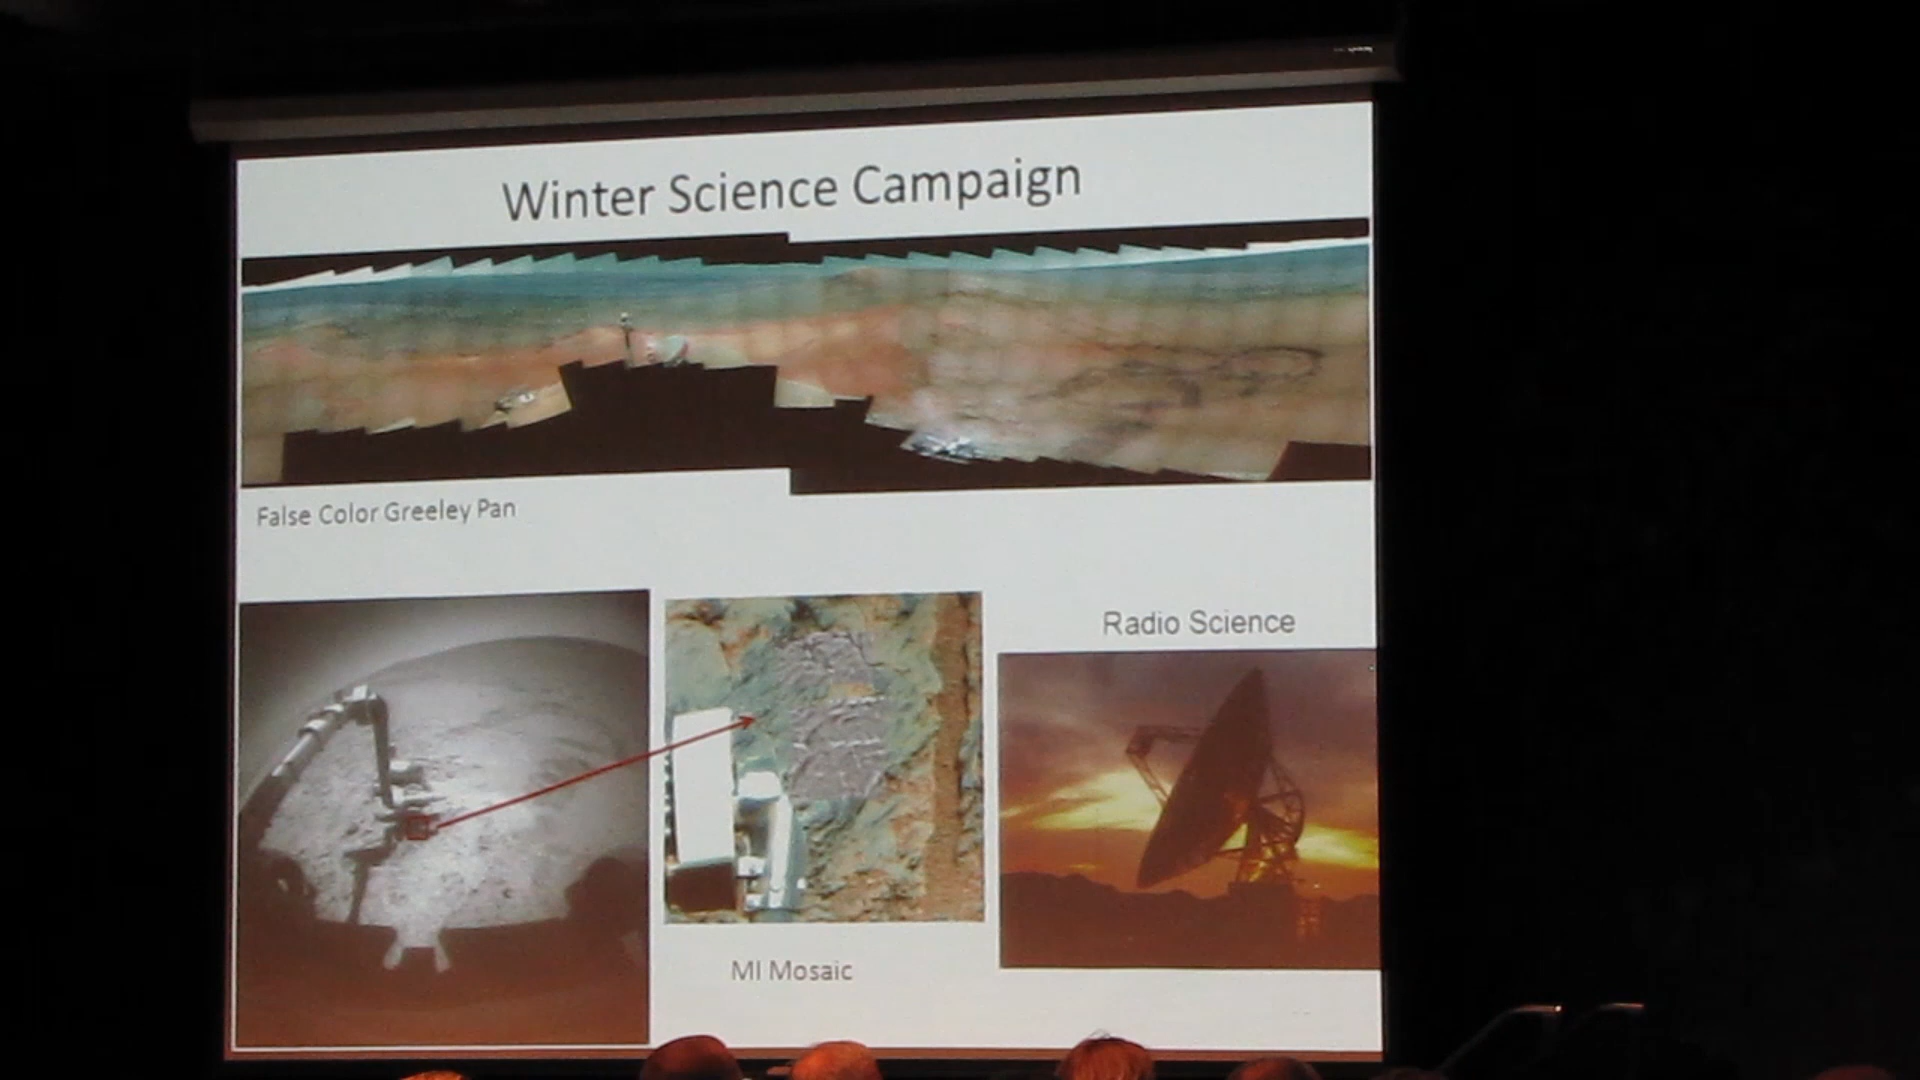 Winter Science Campaign
False Color Greeley Pan
Radio Science
MI Mosaic